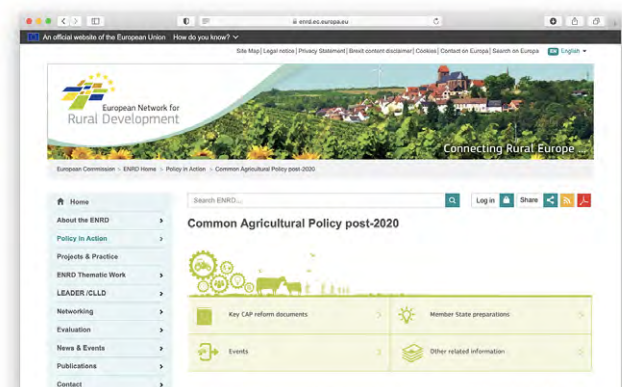 enrd.ec.europa.eu
An official website of the European Union How do you know?
Site Map | Legal notice | Privacy Statement | Brexit content disclaimer | Cookies | Contact on Europa | Search on Europa EN English
European Network for
Rural Development
Connecting Rural Europe ...
European Commission > ENRD Home > Policy in Action > Common Agricultural Policy post-2020
Home
Search ENRD...
Log in
Share
About the ENRD
Common Agricultural Policy post-2020
Policy in Action
Projects & Practice
ENRD Thematic Work
LEADER /CLLD
Networking
Key CAP reform documents
Member State preparations
Evaluation
News & Events
Events
Other related information
Publications
Contact